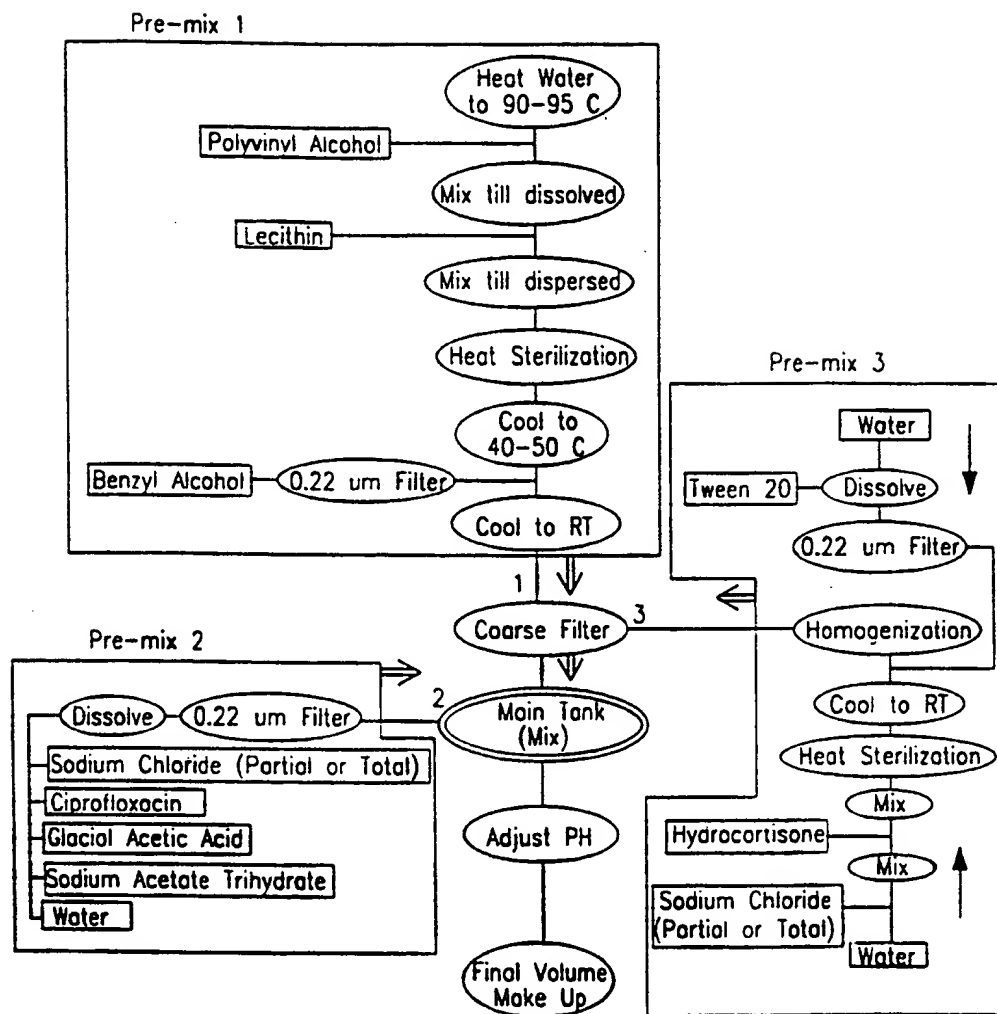 Pre-mix 1
Heat Water
to 90-95 C
Polyvinyl Alcohol
Mix till dissolved
Lecithin
Mix till dispersed
Heat Sterilization
Cool to
40-50 C
Benzyl Alcohol
0.22 um Filter
Cool to RT
1
Coarse Filter
3
Pre-mix 3
Water
Tween 20
Dissolve
0.22 um Filter
Homogenization
Cool to RT
Heat Sterilization
Mix
Hydrocortisone
Mix
Sodium Chloride
(Partial or Total)
Water
Pre-mix 2
Dissolve
0.22 um Filter
2
Main Tank
(Mix)
Sodium Chloride (Partial or Total)
Ciprofloxacin
Glaciol Acetic Acid
Sodium Acetate Trihydrate
Water
Adjust PH
Final Volume
Make Up